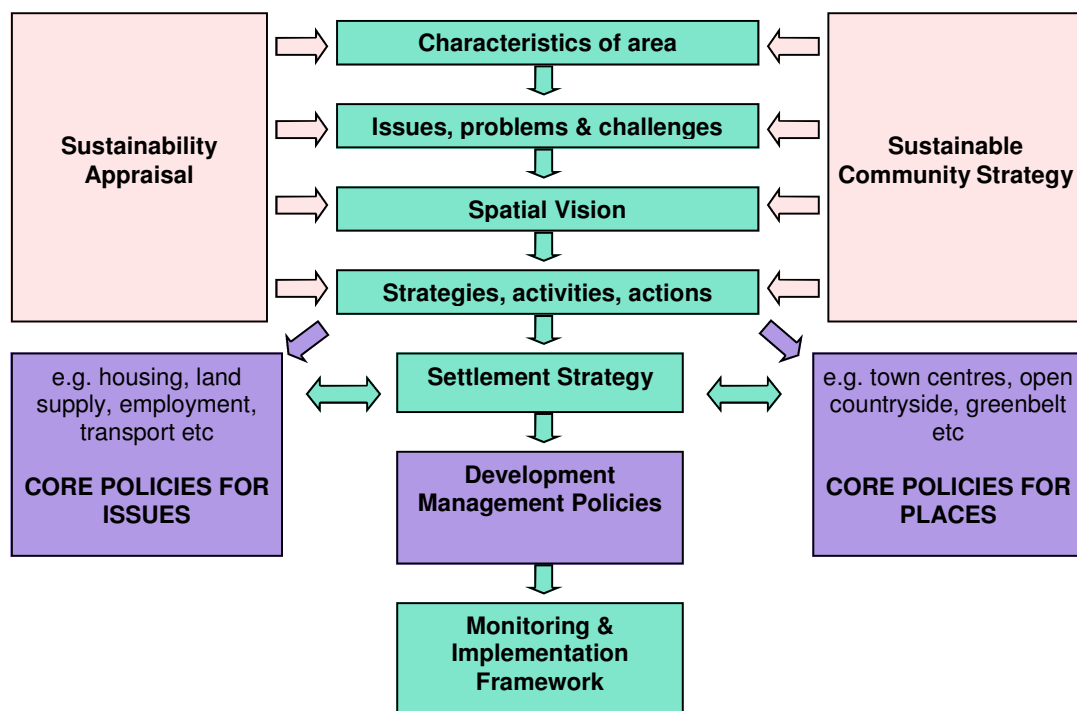 Characteristics of area
Issues, problems & challenges
Sustainability
Appraisal
Sustainable
Community Strategy
Spatial Vision
Strategies, activities, actions
e.g. housing, land
supply, employment,
transport etc
CORE POLICIES FOR
ISSUES
Settlement Strategy
e.g. town centres, open
countryside, greenbelt
etc
CORE POLICIES FOR
PLACES
Development
Management Policies
Monitoring &
Implementation
Framework